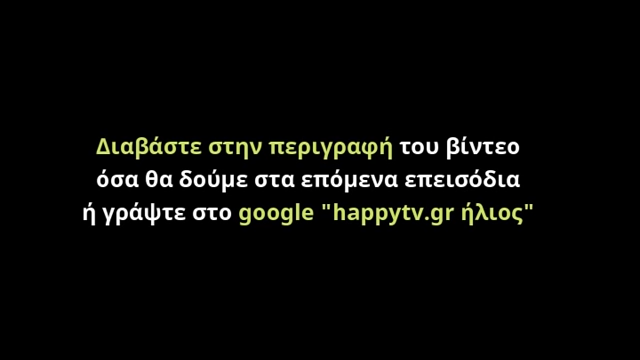 Διαβάστε στην περιγραφή του βίντεο
όσα θα δούμε στα επόμενα επεισόδια
ή γράψτε στο google "happytv.gr ήλιος"